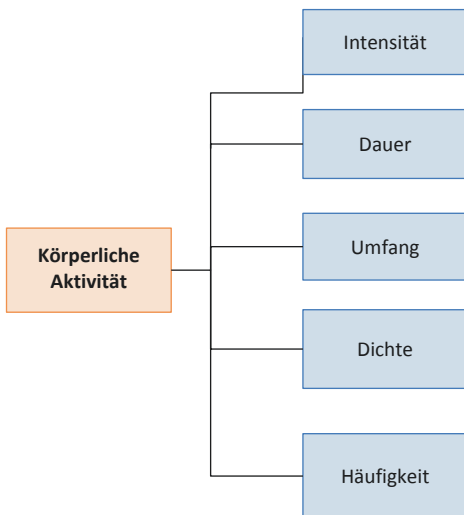 Intensität
Dauer
Umfang
Körperliche
Aktivität
Dichte
Häufigkeit